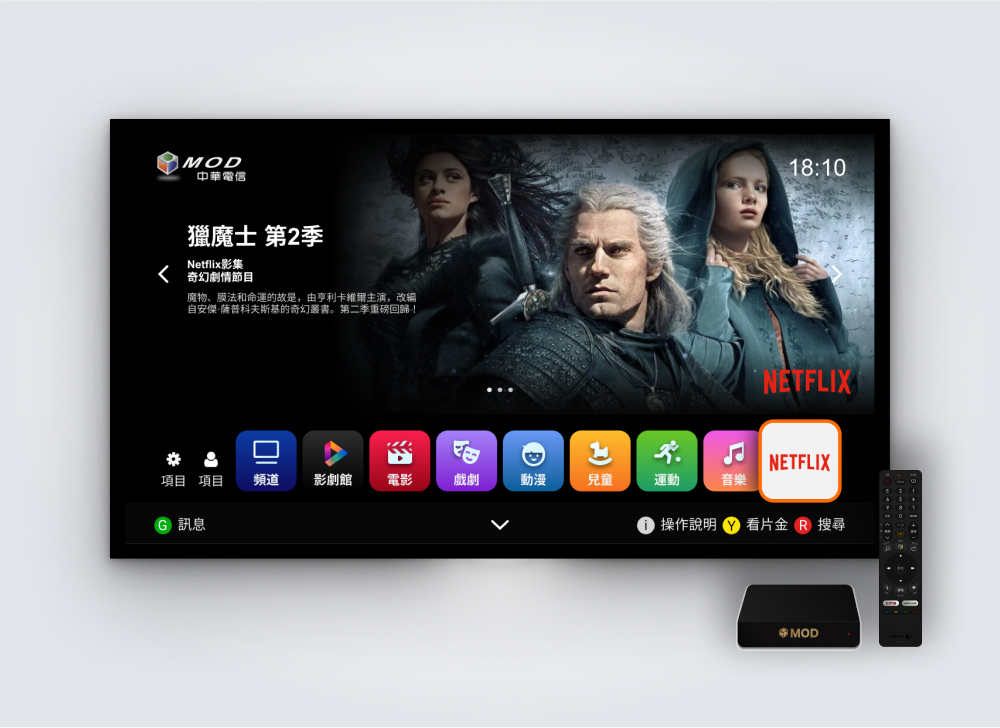 MOD
中華電信
18:10
獵魔士 第2季
Netflix影集
奇幻劇情節目
魔物、膜法和命運的故是,由亨利卡維爾主演,改編
自安傑·薩普科夫斯基的奇幻叢書。第二季重磅回歸!
NETFLIX
項目
項目
頻道
影劇館
電影
戲劇
動漫
兒童
運動
音樂
NETFLIX
G 訊息
i 操作說明 Y 看片金 R 搜尋
MOD